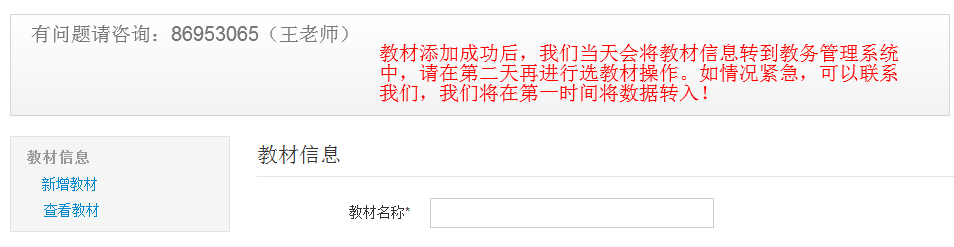 有问题请咨询：86953065（王老师）
教材添加成功后，我们当天会将教材信息转到教务管理系统
中，请在第二天再进行选教材操作。如情况紧急，可以联系
我们，我们将在第一时间将数据转入！
教材信息
新增教材
查看教材
教材信息
教材名称*